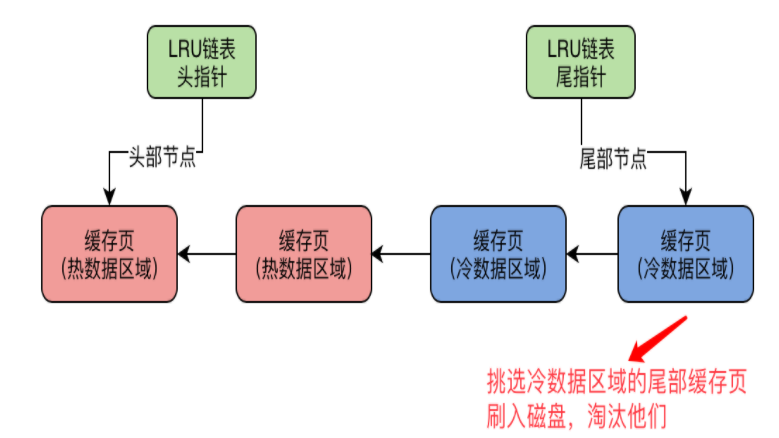 LRU链表
头指针
LRU链表
尾指针
头部节点
尾部节点
缓存页
(热数据区域)
缓存页
(热数据区域)
缓存页
(冷数据区域)
缓存页
(冷数据区域)
挑选冷数据区域的尾部缓存页
刷入磁盘，淘汰他们